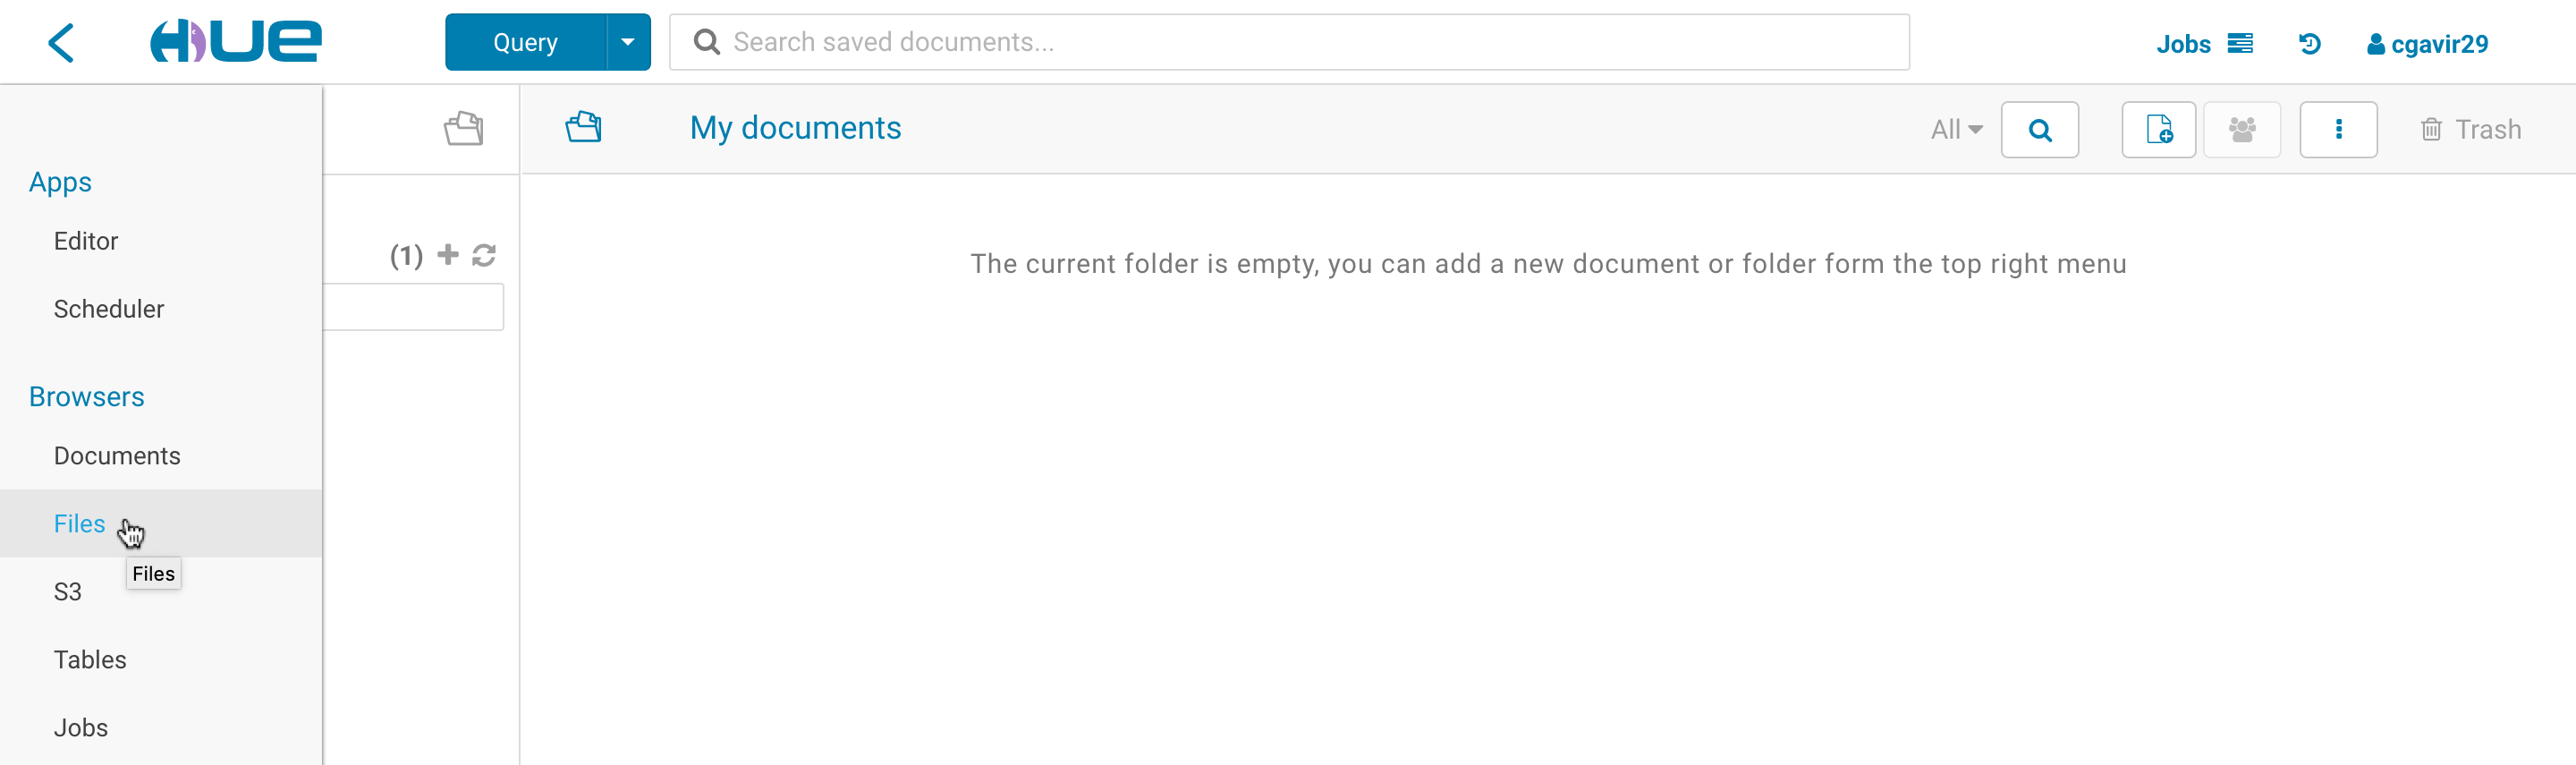 HUE
Query
Search saved documents...
Jobs
cgavir29
My documents
All
Trash
Apps
Editor
Scheduler
(1)
The current folder is empty, you can add a new document or folder form the top right menu
Browsers
Documents
Files
Files
S3
Tables
Jobs